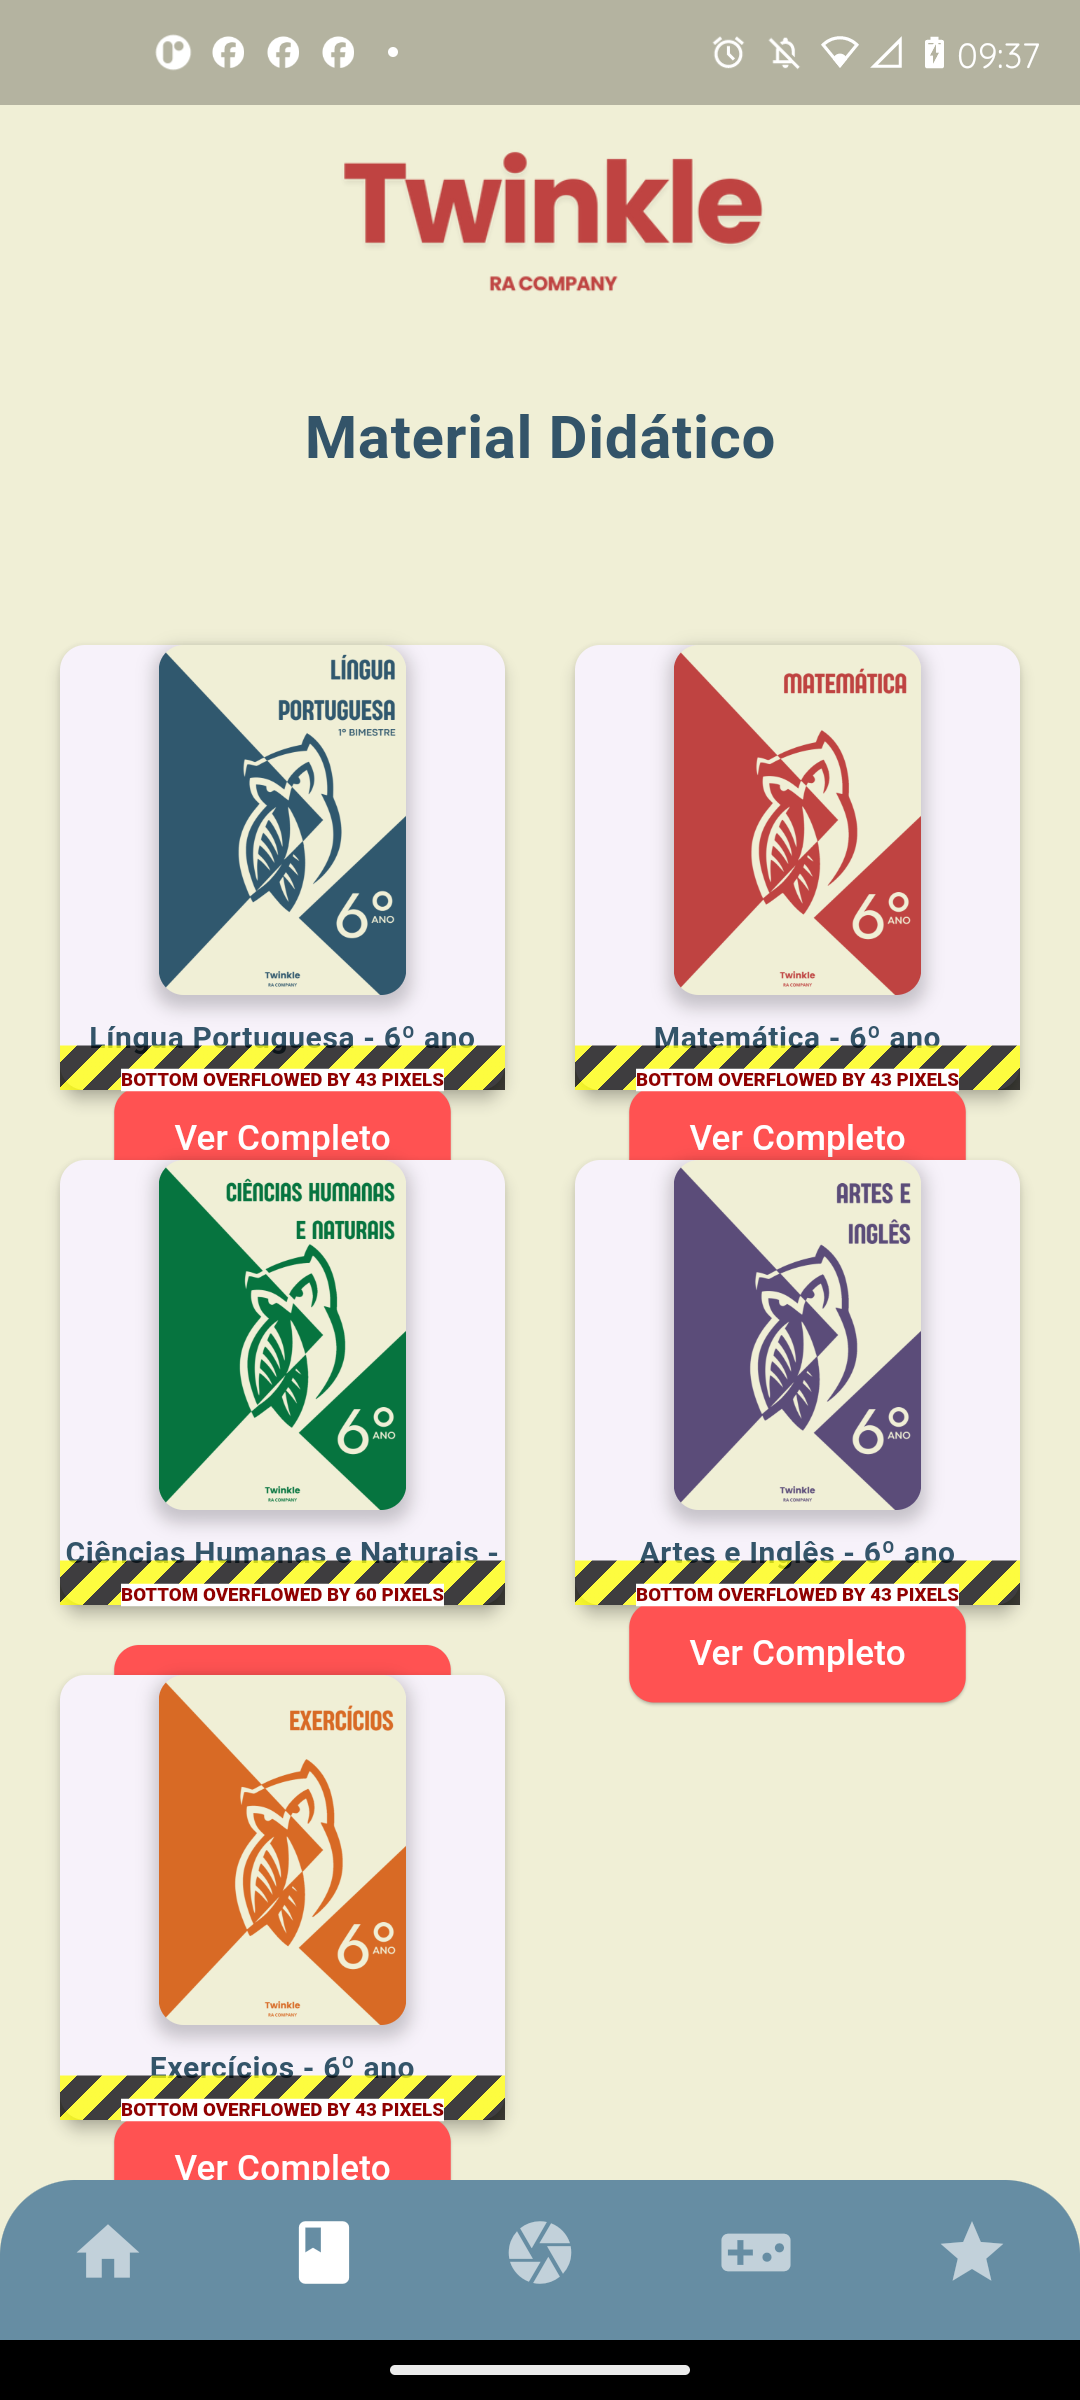 09:37
Twinkle
RA COMPANY
Material Didático
LÍNGUA
PORTUGUESA
1º BIMESTRE
6º
ANO
Twinkle
RA COMPANY
Língua Portuguesa - 6º ano
BOTTOM OVERFLOWED BY 43 PIXELS
Ver Completo
MATEMÁTICA
6º
ANO
Twinkle
RA COMPANY
Matemática - 6º ano
BOTTOM OVERFLOWED BY 43 PIXELS
Ver Completo
CIÊNCIAS HUMANAS
E NATURAIS
6º
ANO
Twinkle
RA COMPANY
Ciências Humanas e Naturais -
BOTTOM OVERFLOWED BY 60 PIXELS
ARTES E
INGLÊS
6º
ANO
Twinkle
RA COMPANY
Artes e Inglês - 6º ano
BOTTOM OVERFLOWED BY 43 PIXELS
Ver Completo
EXERCÍCIOS
6º
ANO
Twinkle
RA COMPANY
Exercícios - 6º ano
BOTTOM OVERFLOWED BY 43 PIXELS
Ver Completo